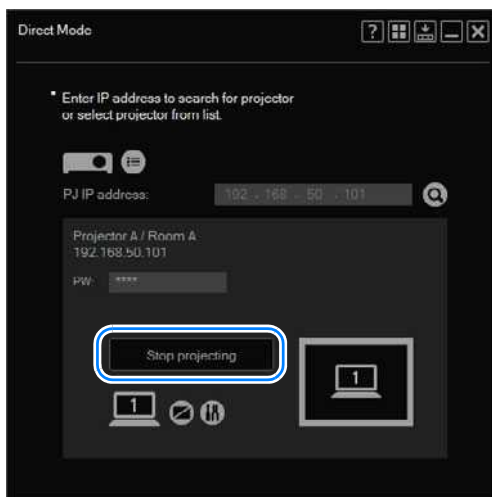 Direct Mode
?
Enter IP address to search for projector
or select projector from list.
PJ IP address: 192 . 168 . 50 . 101
Projector A / Room A
192.168.50.101
PW: ****
Stop projecting
1
1